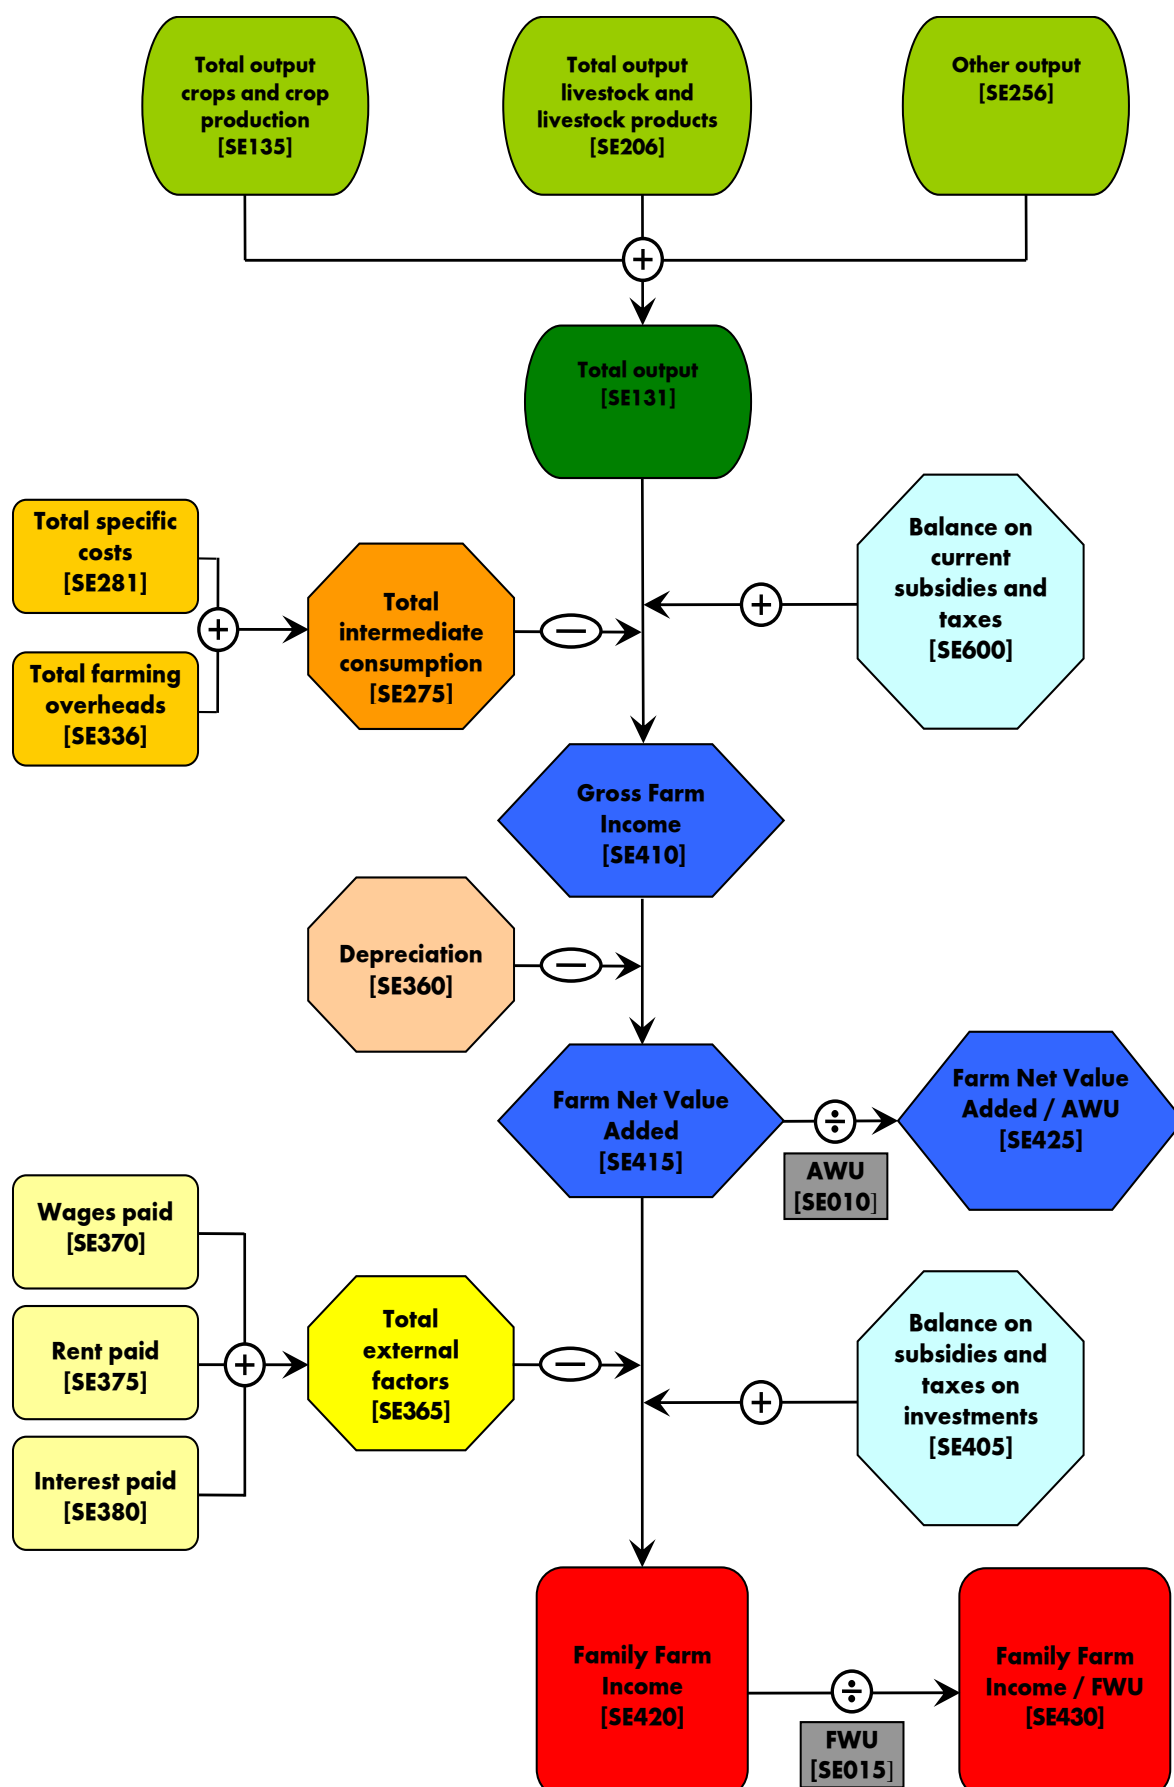 Total output
crops and crop
production
[SE135]
Total output
livestock and
livestock products
[SE206]
Other output
[SE256]
+
Total output
[SE131]
Total specific
costs
[SE281]
Total farming
overheads
[SE336]
+
Total
intermediate
consumption
[SE275]
—
+
Balance on
current
subsidies and
taxes
[SE600]
Gross Farm
Income
[SE410]
Depreciation
[SE360]
—
Farm Net Value
Added
[SE415]
÷
AWU
[SE010]
Farm Net Value
Added / AWU
[SE425]
Wages paid
[SE370]
Rent paid
[SE375]
Interest paid
[SE380]
+
Total
external
factors
[SE365]
—
+
Balance on
subsidies and
taxes on
investments
[SE405]
Family Farm
Income
[SE420]
÷
FWU
[SE015]
Family Farm
Income / FWU
[SE430]